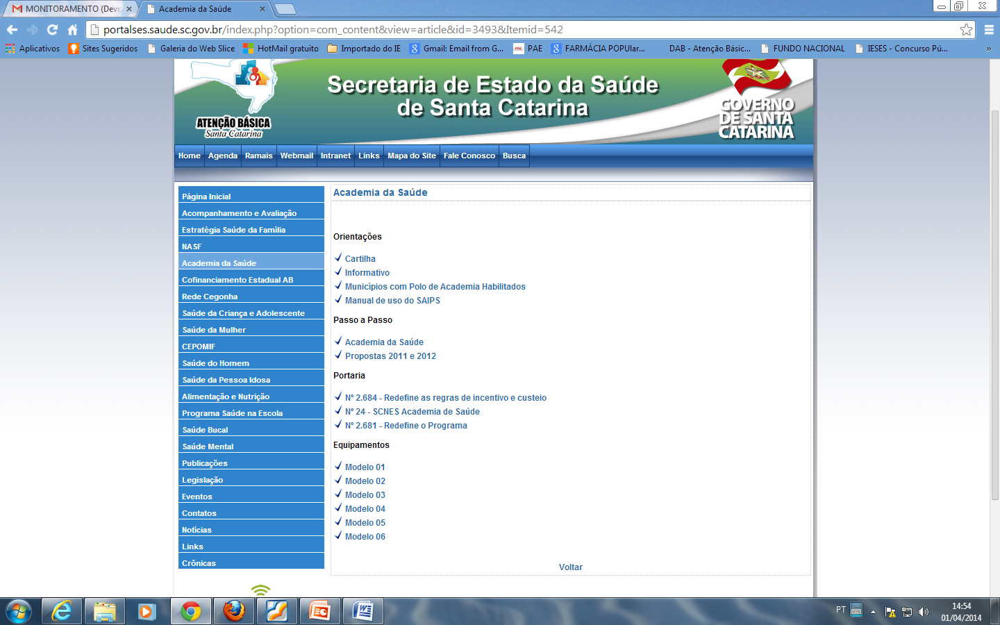 MONITORAMENTO (Devc
Academia da Saúde
portalses.saude.sc.gov.br/index.php?option=com_content&view=article&id=3493&Itemid=542
Aplicativos
Sites Sugeridos
Galeria do Web Slice
HotMail gratuito
Importado do IE
Gmail: Email from G...
PAE
FARMÁCIA POPUlar...
DAB - Atenção Básic...
FUNDO NACIONAL
IESES - Concurso Pú...
»
ATENÇÃO BÁSICA
Santa Catarina
Secretaria de Estado da Saúde
de Santa Catarina
GOVERNO
DE SANTA
CATARINA
Home Agenda Ramais Webmail Intranet Links Mapa do Site Fale Conosco Busca
Página Inicial
Acompanhamento e Avaliação
Estratégia Saúde da Família
NASF
Academia da Saúde
Cofinanciamento Estadual AB
Rede Cegonha
Saúde da Criança e Adolescente
Saúde da Mulher
CEPOMIF
Saúde do Homem
Saúde da Pessoa Idosa
Alimentação e Nutrição
Programa Saúde na Escola
Saúde Bucal
Saúde Mental
Publicações
Legislação
Eventos
Contatos
Notícias
Links
Crônicas
Academia da Saúde
Orientações
Cartilha
Informativo
Municípios com Polo de Academia Habilitados
Manual de uso do SAIPS
Passo a Passo
Academia da Saúde
Propostas 2011 e 2012
Portaria
Nº 2.684 - Redefine as regras de incentivo e custeio
Nº 24 - SCNES Academia de Saúde
Nº 2.681 - Redefine o Programa
Equipamentos
Modelo 01
Modelo 02
Modelo 03
Modelo 04
Modelo 05
Modelo 06
Voltar
PT
14:54
01/04/2014